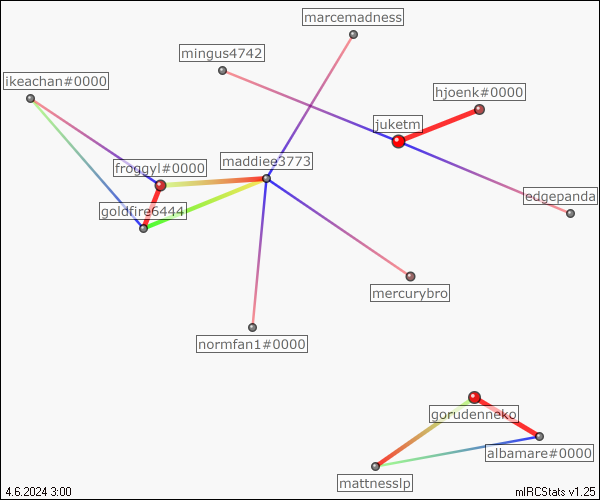 marcemadness
mingus4742
ikeachan#0000
hjoenk#0000
juketm
maddiee3773
froggyl#0000
edgepanda
goldfire6444
mercurybro
normfan1#0000
gorudenneko
albamare#0000
mattnesslp
4.6.2024 3:00
mIRCStats v1.25